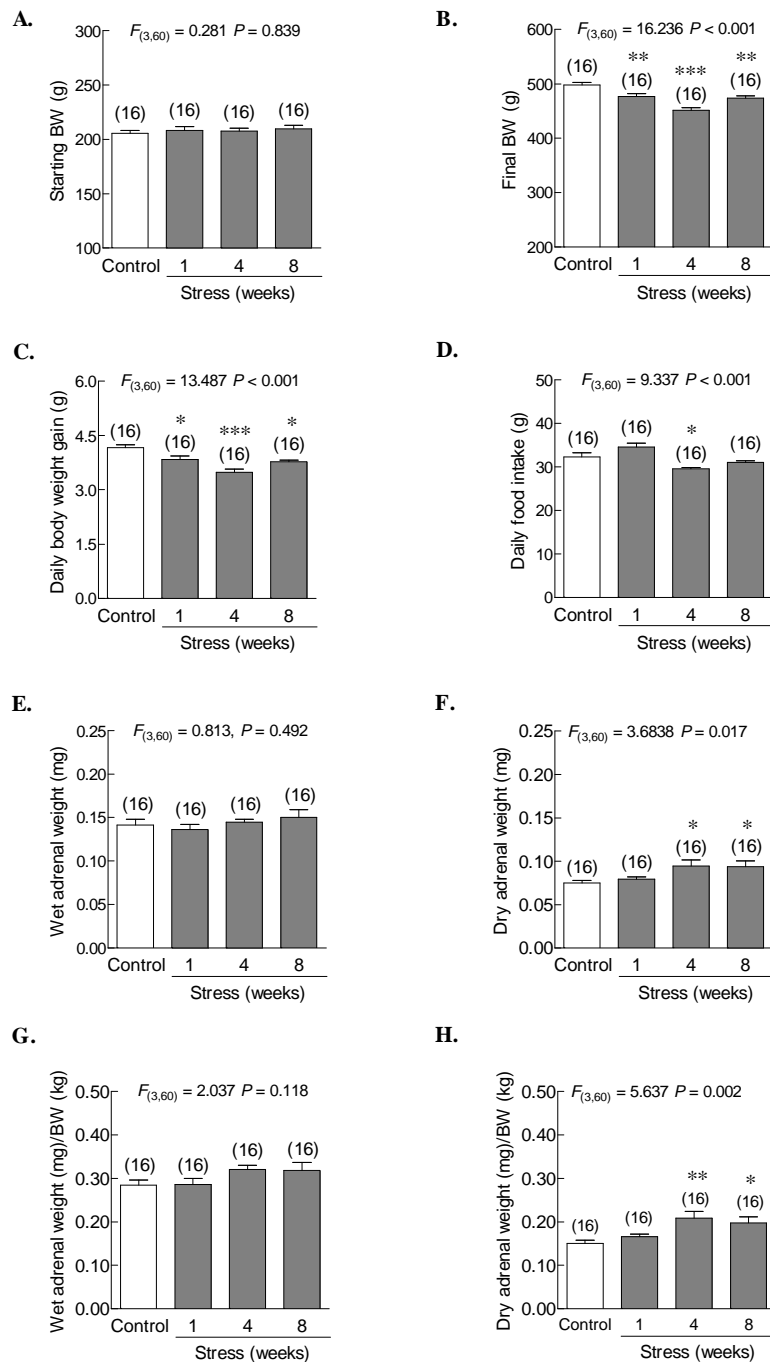 A.
F(3,60) = 0.281 P = 0.839
Starting BW (g)
300
250
200
150
100
(16)
(16)
(16)
(16)
Control
1
4
8
Stress (weeks)
B.
F(3,60) = 16.236 P < 0.001
Final BW (g)
600
500
400
300
200
(16)
**
(16)
***
(16)
**
(16)
Control
1
4
8
Stress (weeks)
C.
F(3,60) = 13.487 P < 0.001
Daily body weight gain (g)
6.0
4.5
3.0
1.5
0.0
(16)
*
(16)
***
(16)
*
(16)
Control
1
4
8
Stress (weeks)
D.
F(3,60) = 9.337 P < 0.001
Daily food intake (g)
50
40
30
20
10
0
(16)
(16)
*
(16)
(16)
Control
1
4
8
Stress (weeks)
E.
F(3,60) = 0.813, P = 0.492
Wet adrenal weight (mg)
0.25
0.20
0.15
0.10
0.05
0.00
(16)
(16)
(16)
(16)
Control
1
4
8
Stress (weeks)
F.
F(3,60) = 3.6838 P = 0.017
Dry adrenal weight (mg)
0.25
0.20
0.15
0.10
0.05
0.00
(16)
(16)
*
(16)
*
(16)
Control
1
4
8
Stress (weeks)
G.
F(3,60) = 2.037 P = 0.118
Wet adrenal weight (mg)/BW (kg)
0.50
0.40
0.30
0.20
0.10
0.00
(16)
(16)
(16)
(16)
Control
1
4
8
Stress (weeks)
H.
F(3,60) = 5.637 P = 0.002
Dry adrenal weight (mg)/BW (kg)
0.50
0.40
0.30
0.20
0.10
0.00
(16)
(16)
**
(16)
*
(16)
Control
1
4
8
Stress (weeks)